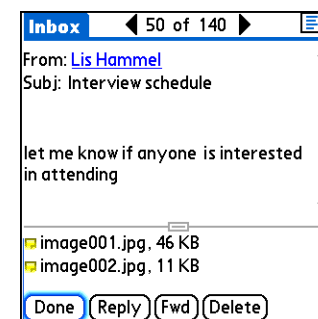 Inbox 50 of 140
From: Lis Hammel
Subj: Interview schedule
let me know if anyone is interested
in attending
image001.jpg, 46 KB
image002.jpg, 11 KB
Done Reply Fwd Delete